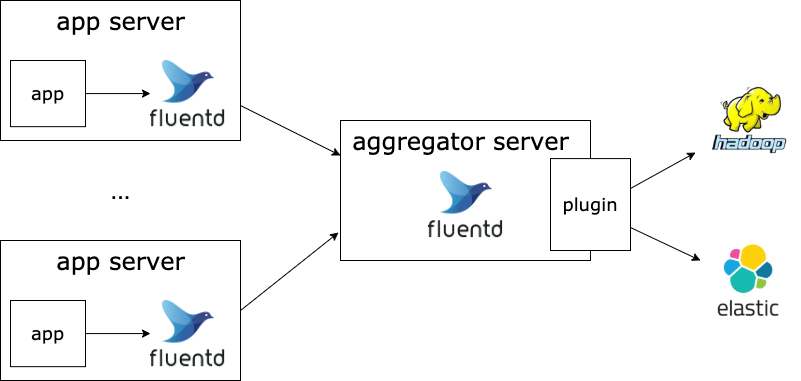 app server
app
fluentd
...
app server
app
fluentd
aggregator server
fluentd
plugin
hadoop
elastic